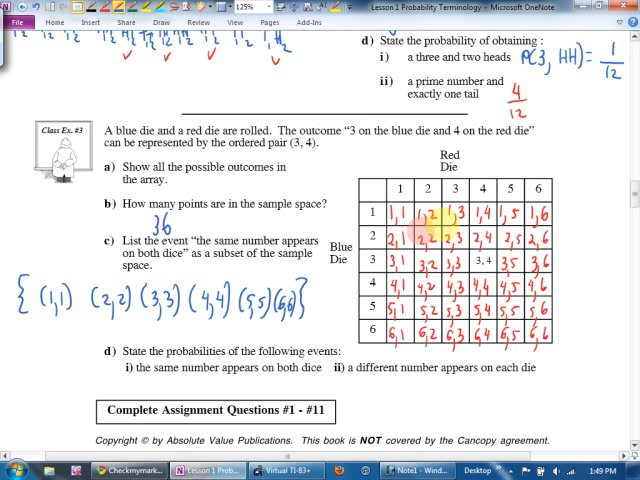 Lesson 1 Probability Terminology - Microsoft OneNote
File
Home
Insert
Share
Draw
Review
View
Add-Ins
d) State the probability of obtaining :
i) a three and two heads P(3, HH) = 1/12
ii) a prime number and
exactly one tail 4/12
Class Ex. #3
A blue die and a red die are rolled. The outcome "3 on the blue die and 4 on the red die"
can be represented by the ordered pair (3, 4).
a) Show all the possible outcomes in
the array.
b) How many points are in the sample space?
36
c) List the event "the same number appears
on both dice" as a subset of the sample
space.
{ (1,1) (2,2) (3,3) (4,4) (5,5) (6,6) }
Red
Die
1 2 3 4 5 6
1 1,1 1,2 1,3 1,4 1,5 1,6
2 2,1 2,2 2,3 2,4 2,5 2,6
Blue
Die
3 3,1 3,2 3,3 3, 4 3,5 3,6
4 4,1 4,2 4,3 4,4 4,5 4,6
5 5,1 5,2 5,3 5,4 5,5 5,6
6 6,1 6,2 6,3 6,4 6,5 6,6
d) State the probabilities of the following events:
i) the same number appears on both dice ii) a different number appears on each die
Complete Assignment Questions #1 - #11
Copyright © by Absolute Value Publications. This book is NOT covered by the Cancopy agreement.
Checkmymark...
Lesson 1 Prob...
Virtual TI-83+
Note1 - Wind...
Desktop
1:49 PM